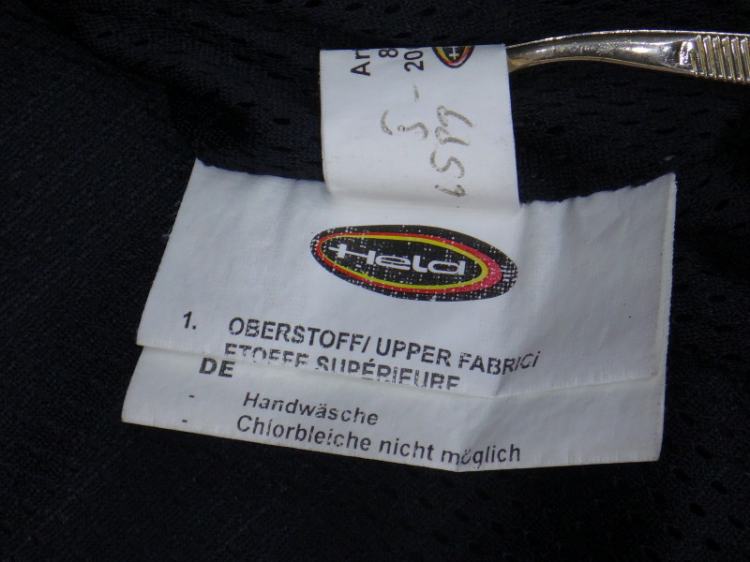 Held
1. OBERSTOFF/ UPPER FABRIC/
ETOFFE SUPÉRIEURE
DE
- Handwäsche
- Chlorbleiche nicht möglich